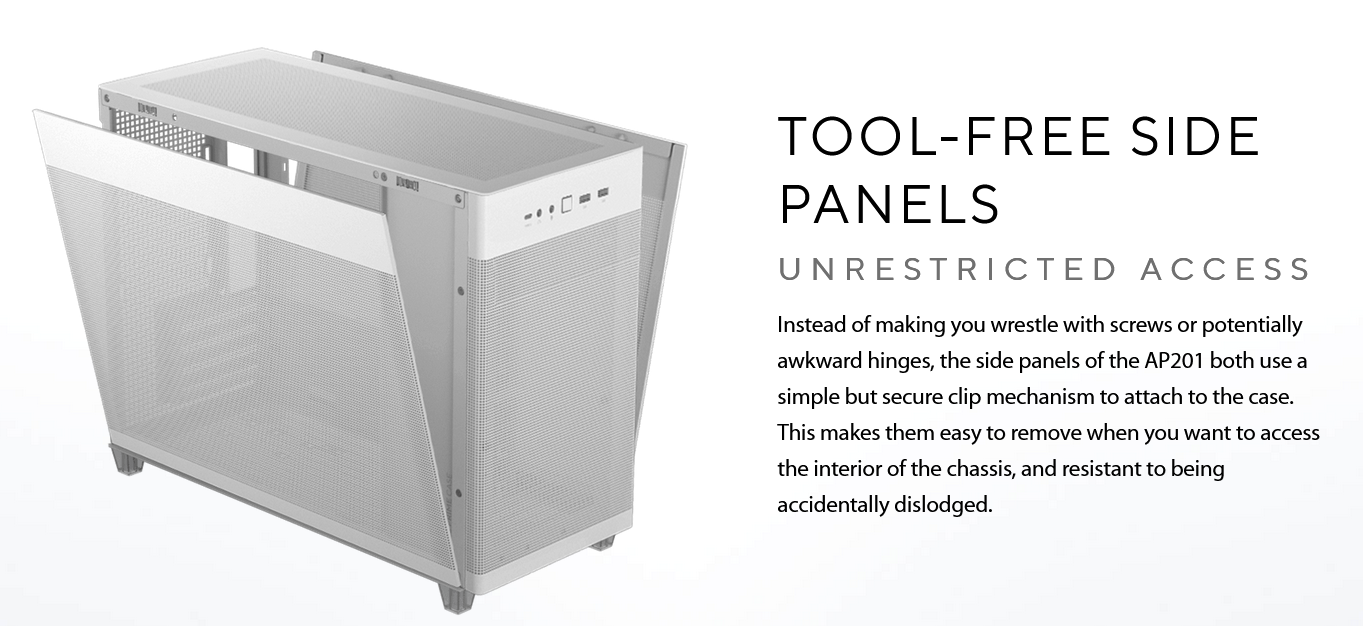 TOOL-FREE SIDE
PANELS
UNRESTRICTED ACCESS
Instead of making you wrestle with screws or potentially
awkward hinges, the side panels of the AP201 both use a
simple but secure clip mechanism to attach to the case.
This makes them easy to remove when you want to access
the interior of the chassis, and resistant to being
accidentally dislodged.